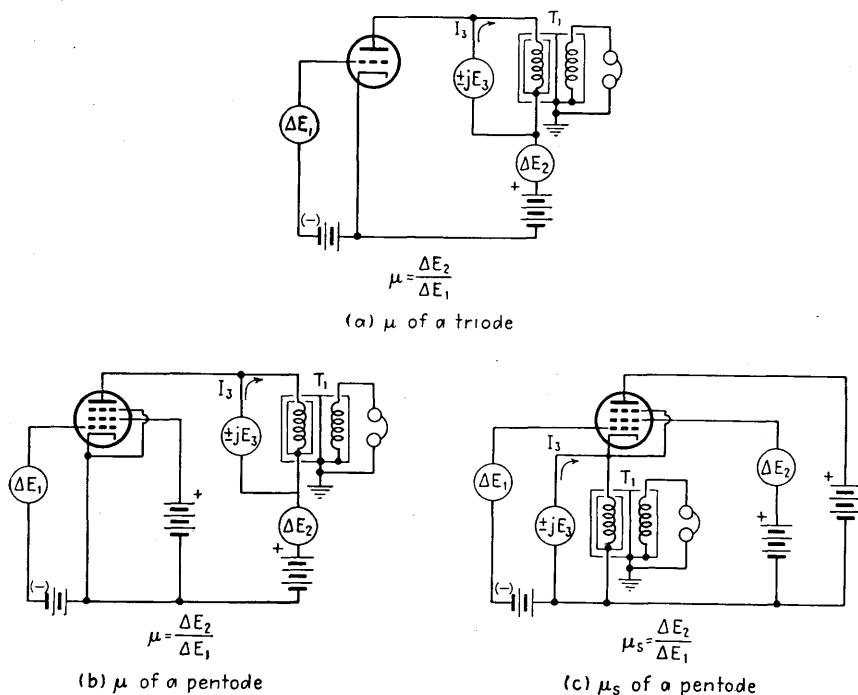 I₃
T₁
±jE₃
ΔE₁
ΔE₂
+
(-)
μ = ΔE₂/ΔE₁
(a) μ of a triode
I₃
T₁
±jE₃
ΔE₁
+
ΔE₂
+
(-)
μ = ΔE₂/ΔE₁
(b) μ of a pentode
I₃
T₁
ΔE₁
±jE₃
ΔE₂
+
+
(-)
μₛ = ΔE₂/ΔE₁
(c) μₛ of a pentode